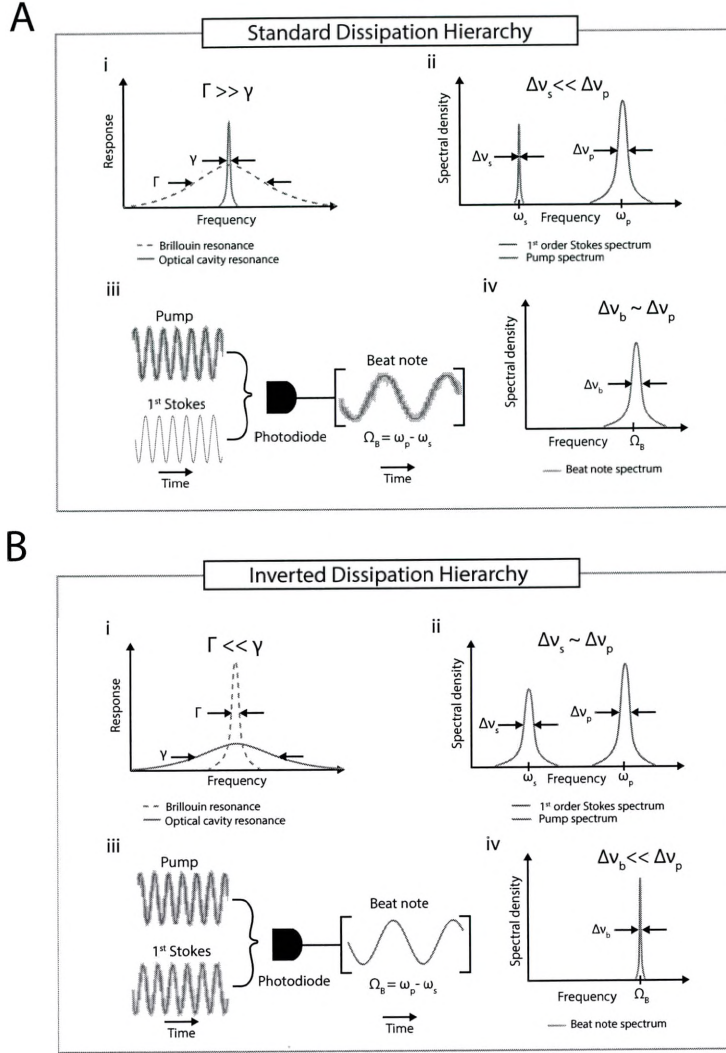 A
Standard Dissipation Hierarchy
i
Γ >> γ
Response
γ
Γ
Frequency
Brillouin resonance
Optical cavity resonance
ii
Δνs << Δνp
Spectral density
Δνs
Δνp
ωs Frequency ωp
1st order Stokes spectrum
Pump spectrum
iii
Pump
1st Stokes
Time
Photodiode
Beat note
ΩB = ωp - ωs
Time
iv
Δνb ~ Δνp
Spectral density
Δνb
Frequency ΩB
Beat note spectrum
B
Inverted Dissipation Hierarchy
i
Γ << γ
Response
Γ
γ
Frequency
Brillouin resonance
Optical cavity resonance
ii
Δνs ~ Δνp
Spectral density
Δνs
Δνp
ωs Frequency ωp
1st order Stokes spectrum
Pump spectrum
iii
Pump
1st Stokes
Time
Photodiode
Beat note
ΩB = ωp - ωs
Time
iv
Δνb << Δνp
Spectral density
Δνb
Frequency ΩB
Beat note spectrum